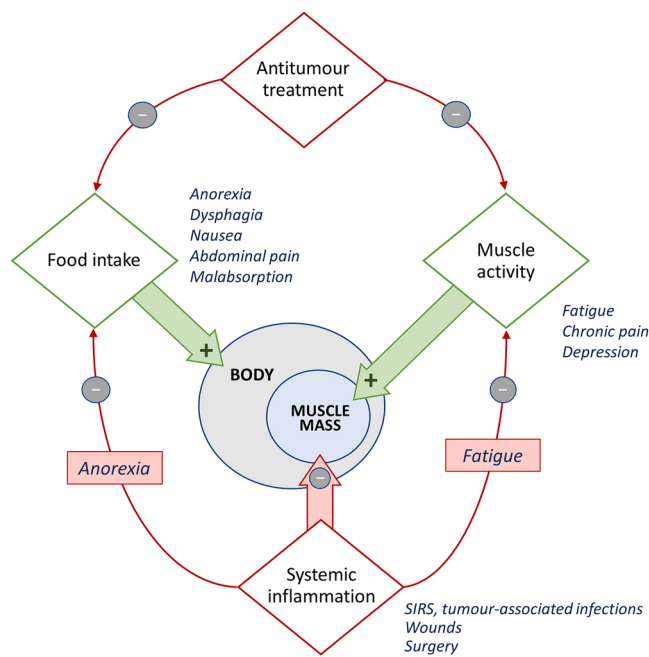 Antitumour
treatment
−
−
Anorexia
Dysphagia
Nausea
Abdominal pain
Malabsorption
Food intake
Muscle
activity
Fatigue
Chronic pain
Depression
+
+
BODY
MUSCLE
MASS
−
−
Anorexia
Fatigue
−
Systemic
inflammation
SIRS, tumour-associated infections
Wounds
Surgery